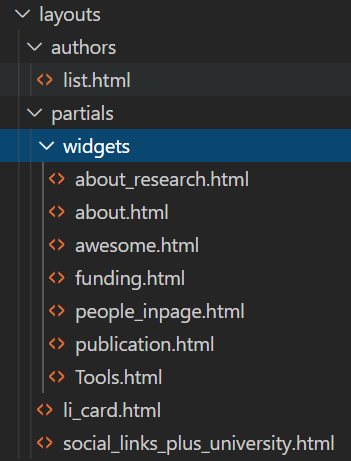 layouts
authors
list.html
partials
widgets
about_research.html
about.html
awesome.html
funding.html
people_inpage.html
publication.html
Tools.html
li_card.html
social_links_plus_university.html